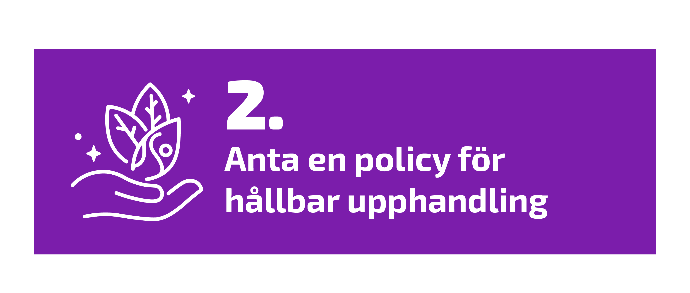 2.
Anta en policy för
hållbar upphandling